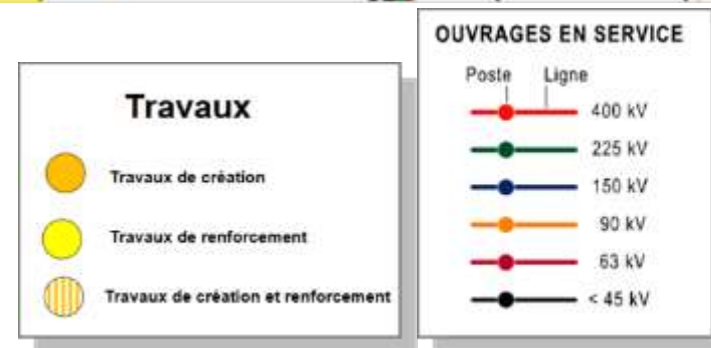 Travaux
Travaux de création
Travaux de renforcement
Travaux de création et renforcement
OUVRAGES EN SERVICE
Poste Ligne
400 kV
225 kV
150 kV
90 kV
63 kV
< 45 kV